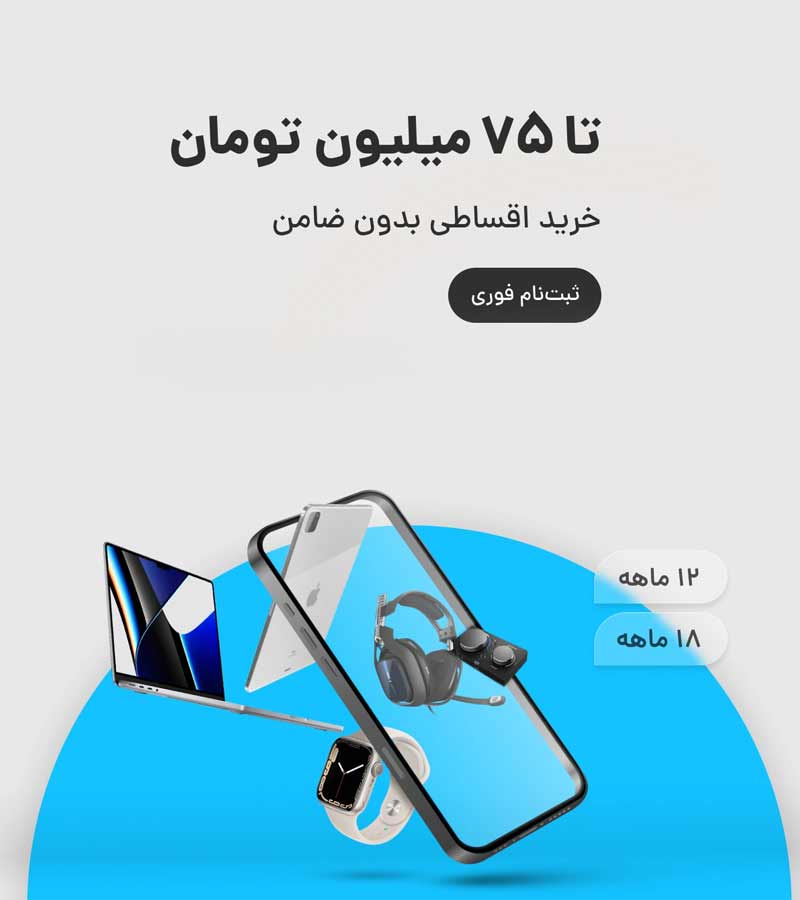 تا ۷۵ میلیون تومان
خرید اقساطی بدون ضامن
ثبت‌نام فوری
۱۲ ماهه
۱۸ ماهه